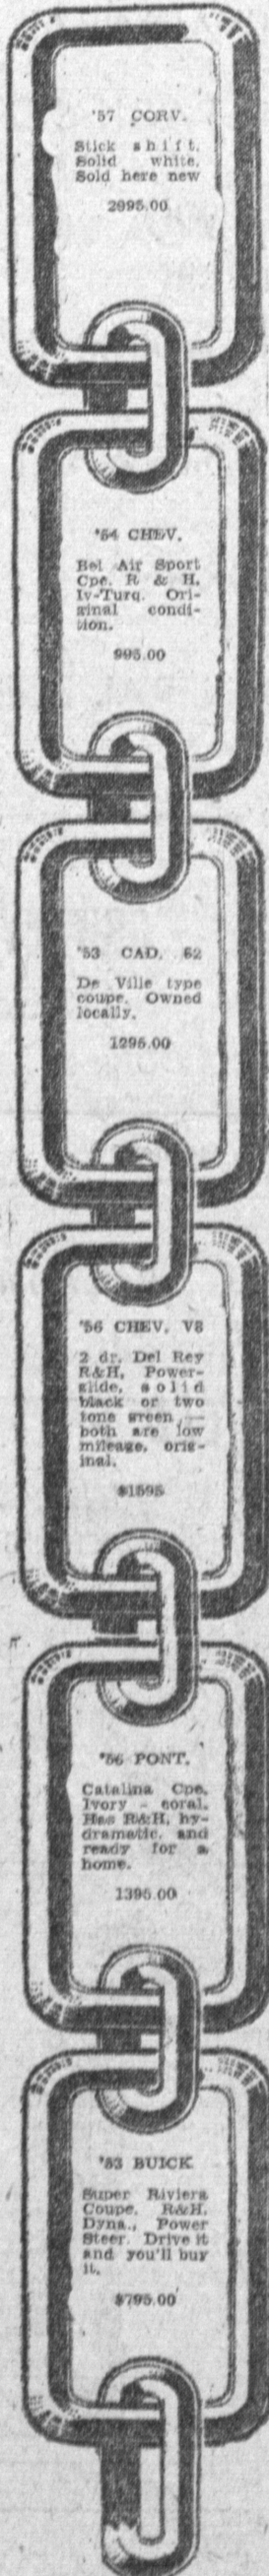 '57 CORV.
Stick shift.
Solid white.
Sold here new
2995.00
'54 CHEV.
Bel Air Sport
Cpe. R & H.
Iv-Turq. Ori-
ginal condi-
tion.
995.00
'53 CAD. 62
De Ville type
coupe. Owned
locally.
1295.00
'56 CHEV. V8
2 dr. Del Rey
R&H, Power-
glide, solid
black or two
tone green,—
both are low
mileage, orig-
inal.
$1595
'56 PONT.
Catalina Cpe.
Ivory - coral.
Has R&H, hy-
dramatic, and
ready for a
home.
1395.00
'53 BUICK
Super Riviera
Coupe. R&H,
Dyna., Power
Steer. Drive it
and you'll buy
it.
$795.00